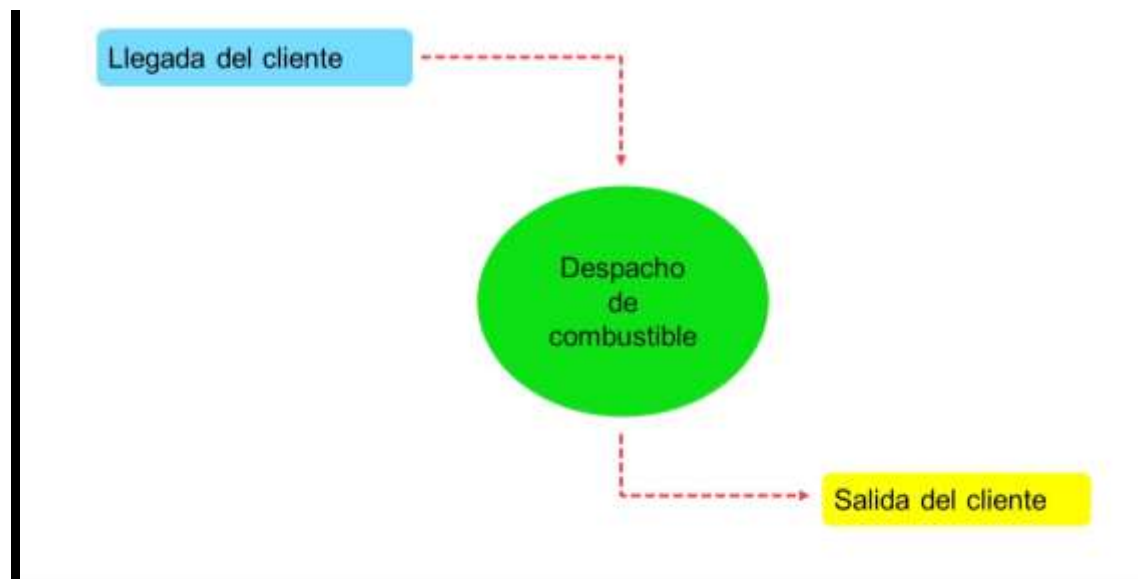 Llegada del cliente
Despacho
de
combustible
Salida del cliente